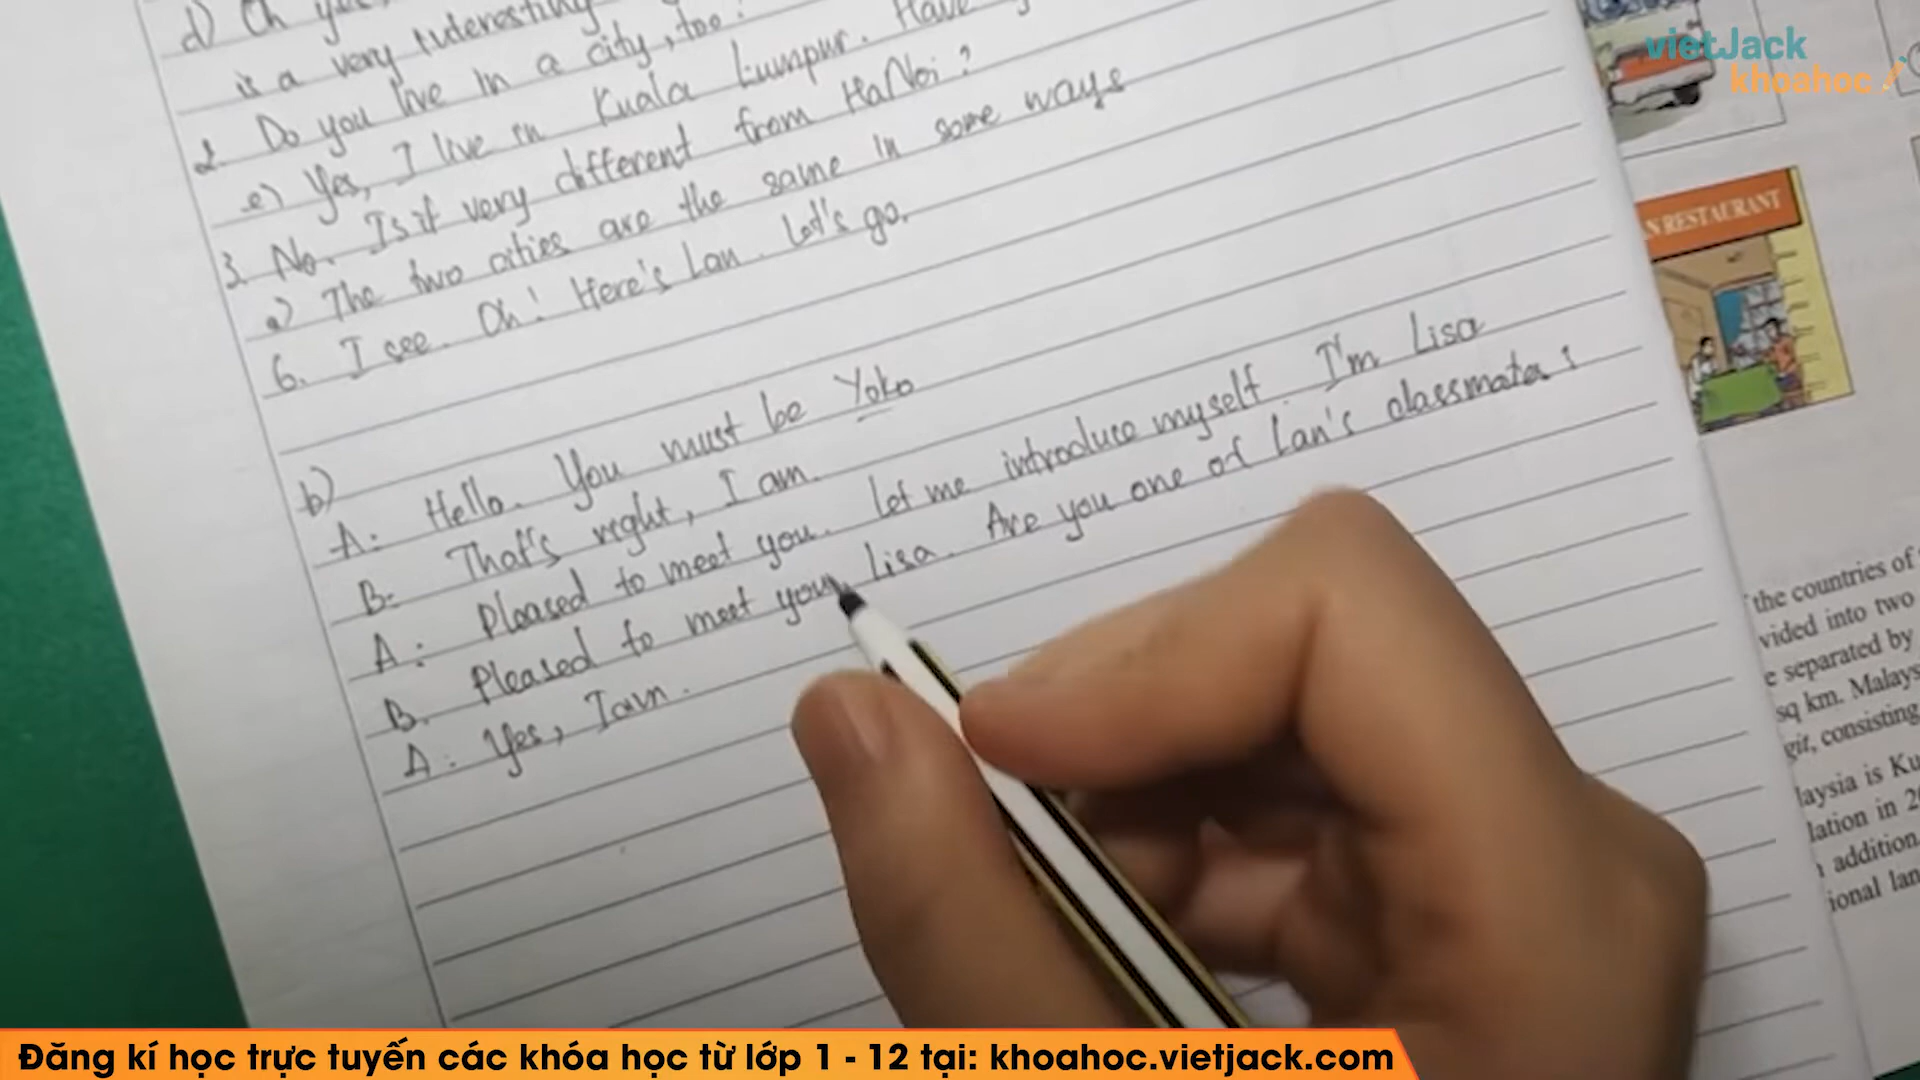 d) Oh yes,
is a very interesting
2. Do you live in a city, too?
e) Yes, I live in Kuala Lumpur. Have
3. No. Is it very different from HaNoi?
a) The two cities are the same in some ways
6. I see. Oh! Here's Lan. Let's go.
b)
A: Hello. You must be Yoko
B: That's right, I am.
A: Pleased to meet you. Let me introduce myself. I'm Lisa
B. Pleased to meet you, Lisa. Are you one of Lan's classmates?
A: Yes, I am.
vietJack
khoahoc
N RESTAURANT
the countries of
vided into two
e separated by
sq km. Malays
git, consisting
laysia is Ku
lation in 2
addition
ional lan
Đăng kí học trực tuyến các khóa học từ lớp 1 - 12 tại: khoahoc.vietjack.com